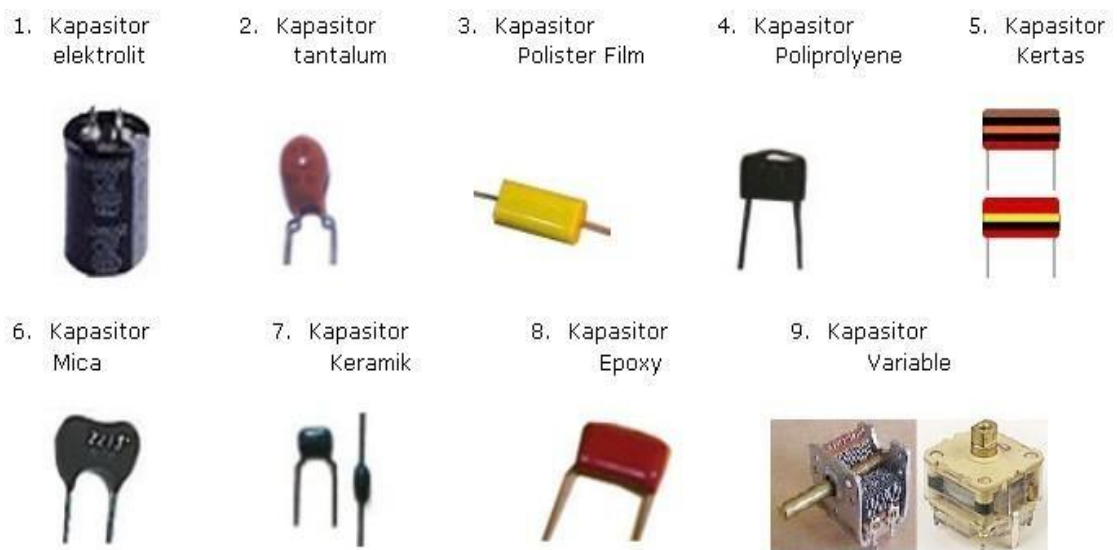 1. Kapasitor
elektrolit
2. Kapasitor
tantalum
3. Kapasitor
Polister Film
4. Kapasitor
Poliprolyene
5. Kapasitor
Kertas
6. Kapasitor
Mica
7. Kapasitor
Keramik
8. Kapasitor
Epoxy
9. Kapasitor
Variable